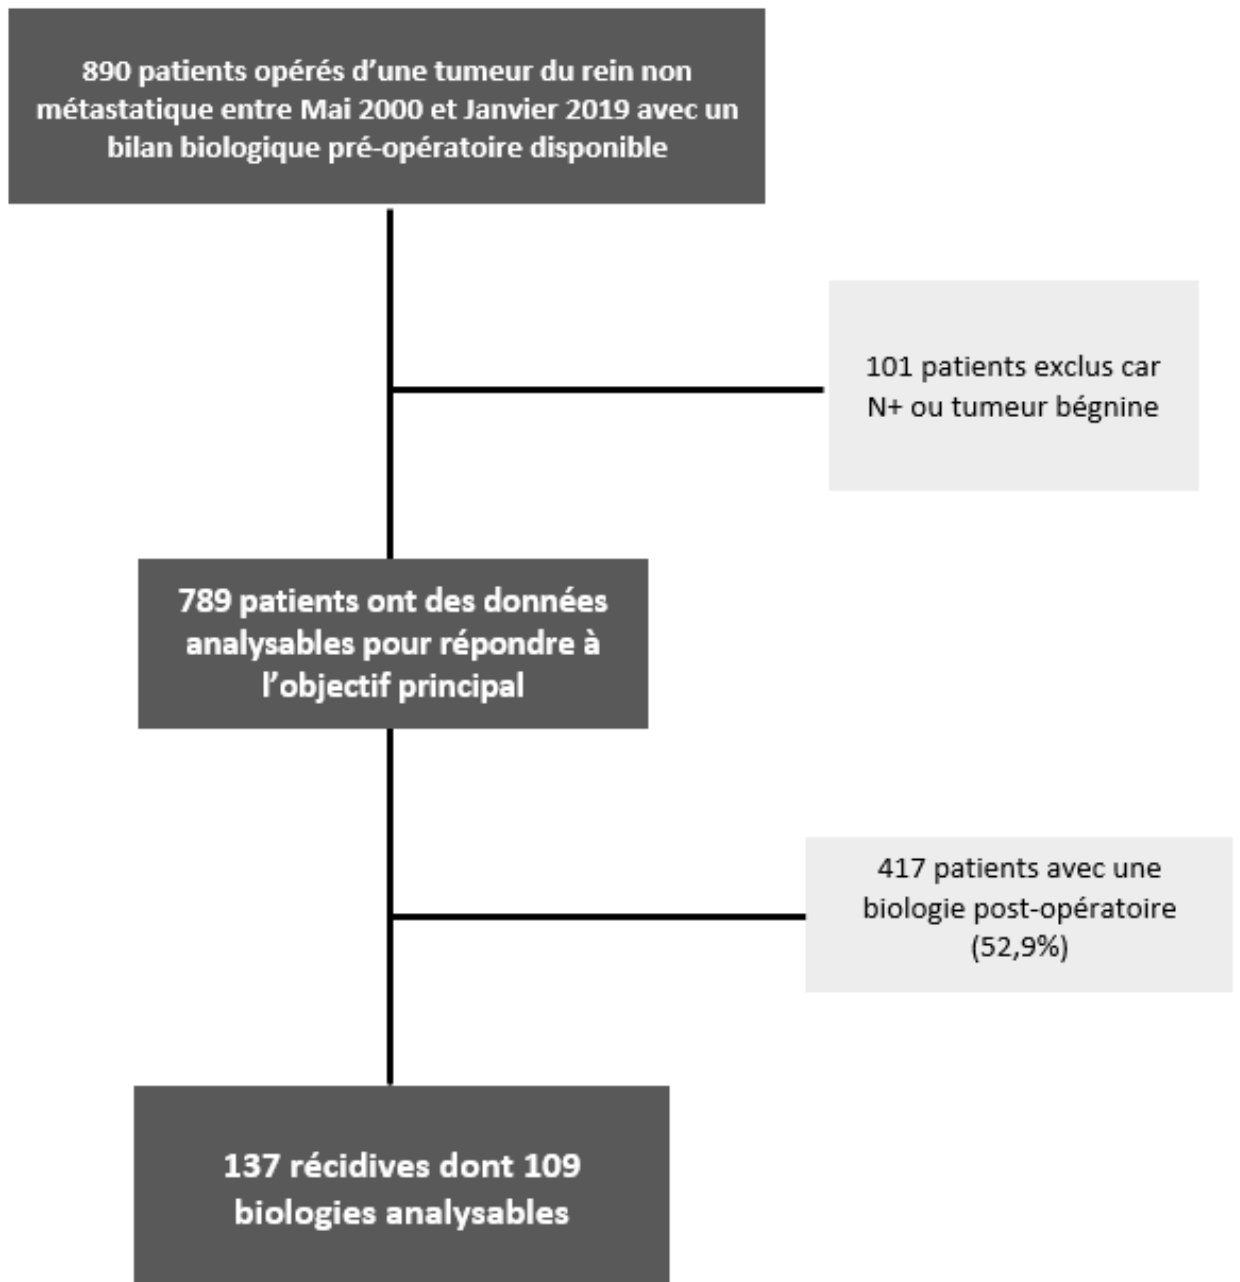 890 patients opérés d’une tumeur du rein non
métastatique entre Mai 2000 et Janvier 2019 avec un
bilan biologique pré-opératoire disponible
101 patients exclus car
N+ ou tumeur bégnine
789 patients ont des données
analysables pour répondre à
l’objectif principal
417 patients avec une
biologie post-opératoire
(52,9%)
137 récidives dont 109
biologies analysables